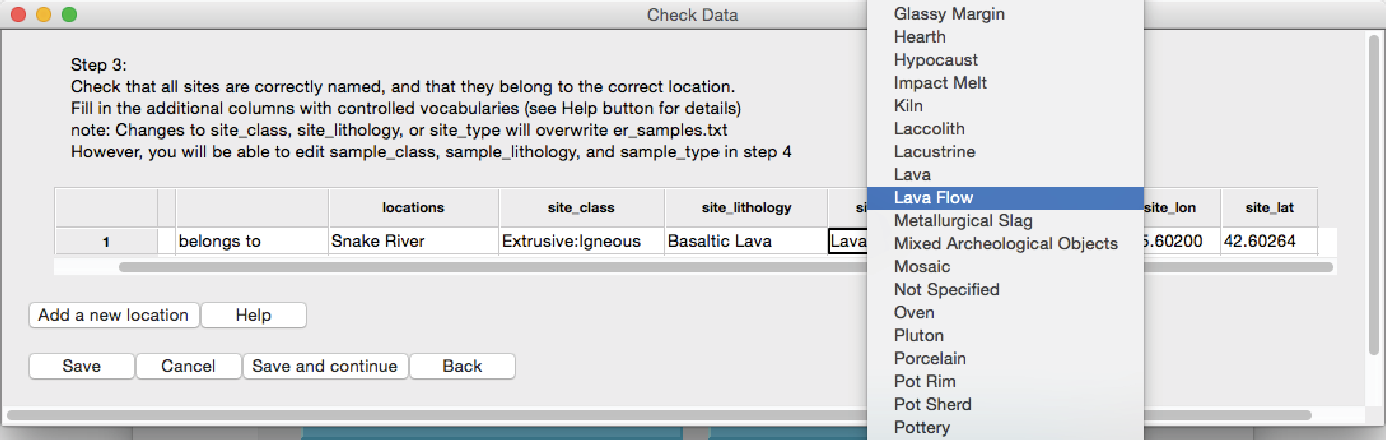 Check Data
Step 3:
Check that all sites are correctly named, and that they belong to the correct location.
Fill in the additional columns with controlled vocabularies (see Help button for details)
note: Changes to site_class, site_lithology, or site_type will overwrite er_samples.txt
However, you will be able to edit sample_class, sample_lithology, and sample_type in step 4
locations site_class site_lithology si site_lon site_lat
1 belongs to Snake River Extrusive:Igneous Basaltic Lava Lava 5.60200 42.60264
Add a new location Help
Save Cancel Save and continue Back
Glassy Margin
Hearth
Hypocaust
Impact Melt
Kiln
Laccolith
Lacustrine
Lava
Lava Flow
Metallurgical Slag
Mixed Archeological Objects
Mosaic
Not Specified
Oven
Pluton
Porcelain
Pot Rim
Pot Sherd
Pottery